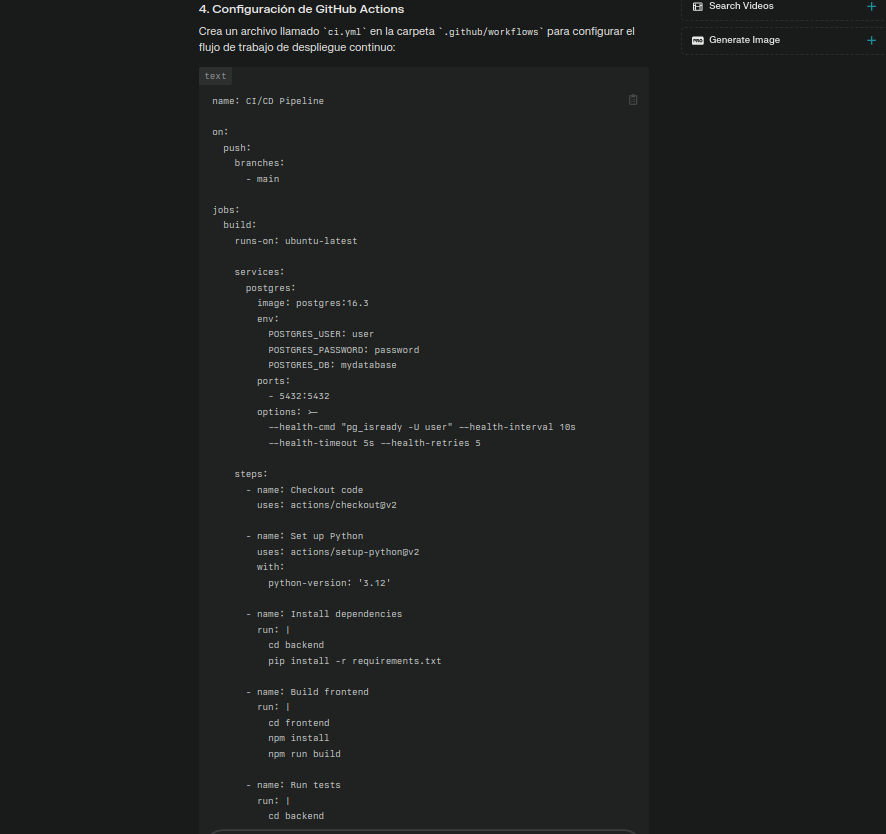 4. Configuración de GitHub Actions
Crea un archivo llamado `ci.yml` en la carpeta `.github/workflows` para configurar el
flujo de trabajo de despliegue continuo:
text
name: CI/CD Pipeline

on:
  push:
    branches:
      - main

jobs:
  build:
    runs-on: ubuntu-latest

    services:
      postgres:
        image: postgres:16.3
        env:
          POSTGRES_USER: user
          POSTGRES_PASSWORD: password
          POSTGRES_DB: mydatabase
        ports:
          - 5432:5432
        options: >-
          --health-cmd "pg_isready -U user" --health-interval 10s
          --health-timeout 5s --health-retries 5

    steps:
      - name: Checkout code
        uses: actions/checkout@v2

      - name: Set up Python
        uses: actions/setup-python@v2
        with:
          python-version: '3.12'

      - name: Install dependencies
        run: |
          cd backend
          pip install -r requirements.txt

      - name: Build frontend
        run: |
          cd frontend
          npm install
          npm run build

      - name: Run tests
        run: |
          cd backend
Search Videos
PRO Generate Image